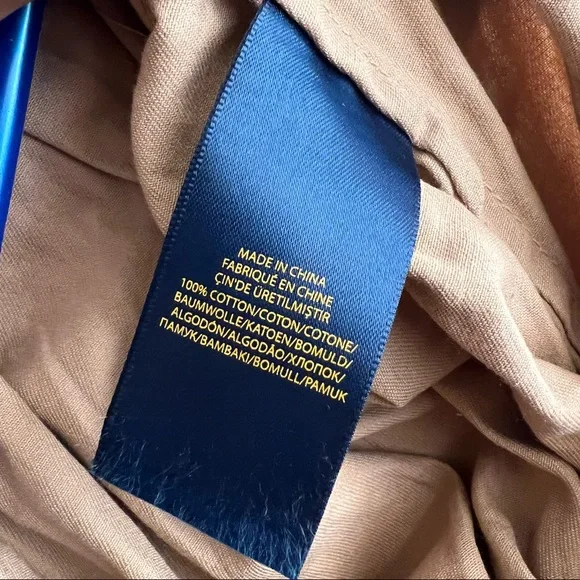 MADE IN CHINA
FABRIQUÉ EN CHINE
ÇİN'DE ÜRETİLMİŞTİR
100% COTTON/COTON/COTONE/
BAUMWOLLE/KATOEN/BOMULD/
ALGODÓN/ALGODÃO/ХЛОПОК/
ПАМУК/BAMBAKI/BOMULL/PAMUK